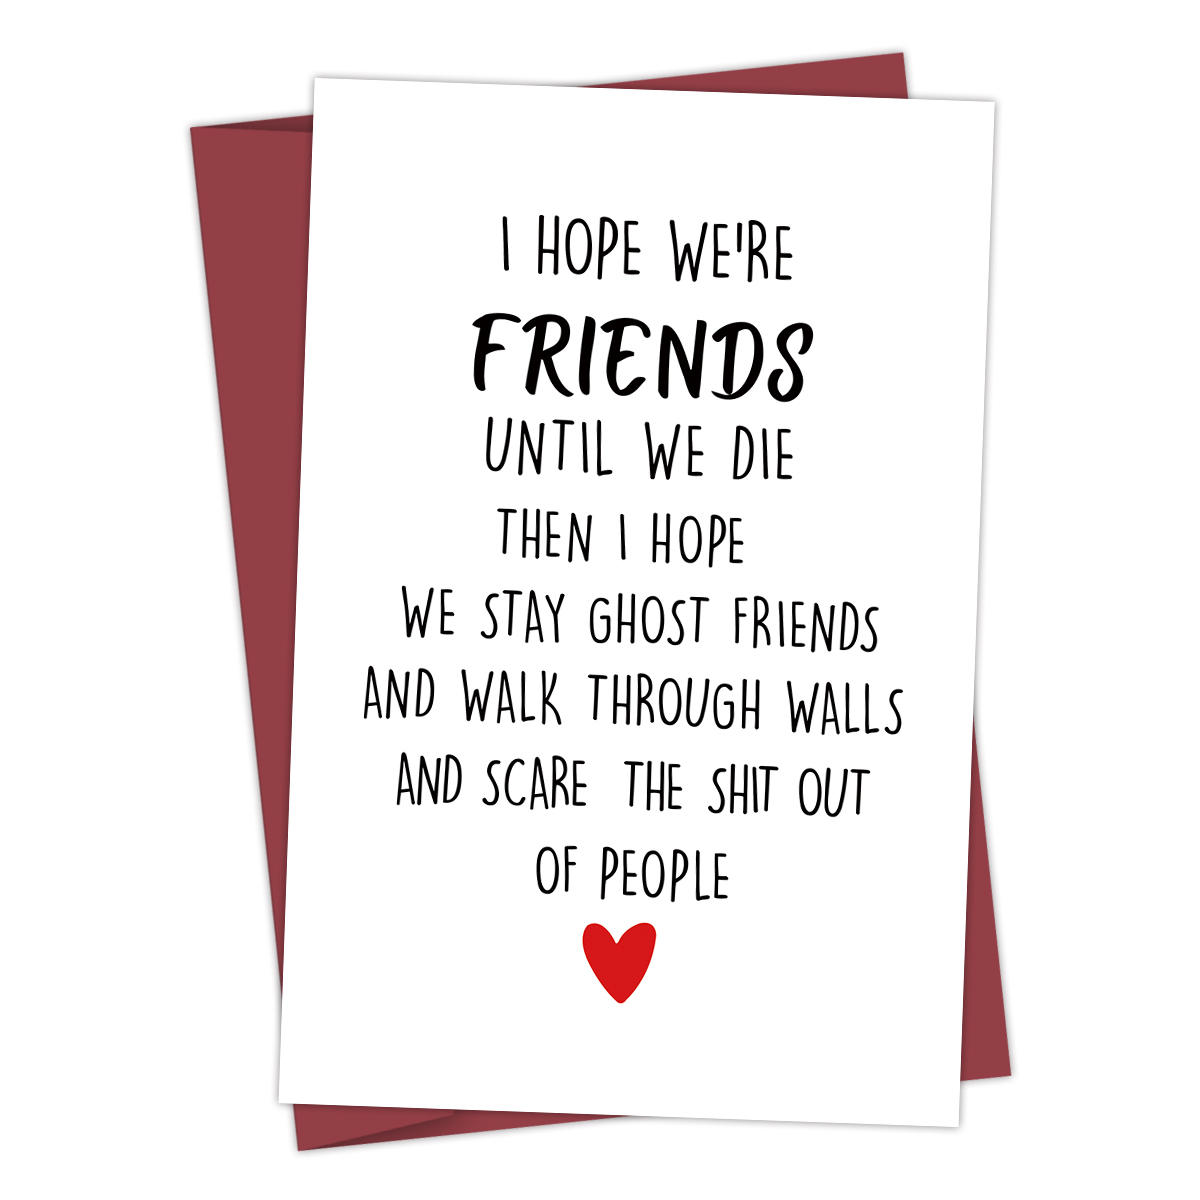 I HOPE WE'RE
FRIENDS
UNTIL WE DIE
THEN I HOPE
WE STAY GHOST FRIENDS
AND WALK THROUGH WALLS
AND SCARE THE SHIT OUT
OF PEOPLE